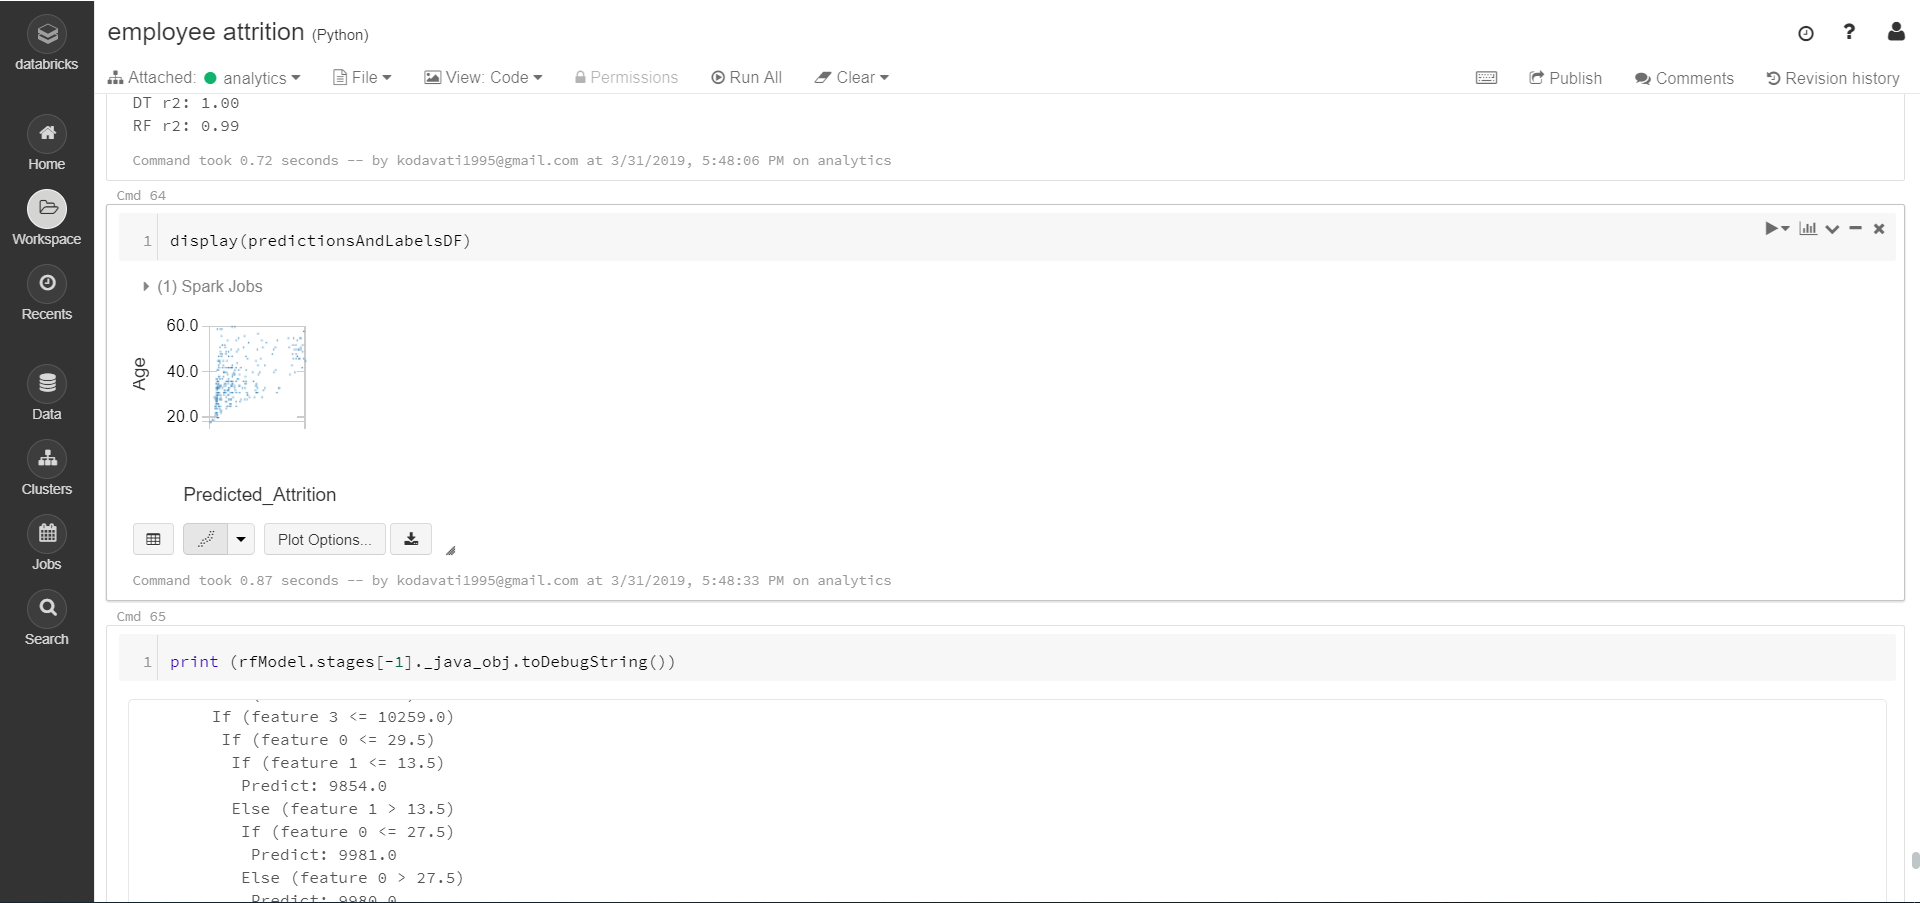 employee attrition (Python)
databricks
Attached: analytics File View: Code Permissions Run All Clear Publish Comments Revision history
Home
Workspace
Recents
Data
Clusters
Jobs
Search
DT r2: 1.00
RF r2: 0.99
Command took 0.72 seconds -- by kodavati1995@gmail.com at 3/31/2019, 5:48:06 PM on analytics
Cmd 64
1 display(predictionsAndLabelsDF)
(1) Spark Jobs
60.0
40.0
20.0
Age
Predicted_Attrition
Plot Options...
Command took 0.87 seconds -- by kodavati1995@gmail.com at 3/31/2019, 5:48:33 PM on analytics
Cmd 65
1 print (rfModel.stages[-1]._java_obj.toDebugString())
If (feature 3 <= 10259.0)
If (feature 0 <= 29.5)
If (feature 1 <= 13.5)
Predict: 9854.0
Else (feature 1 > 13.5)
If (feature 0 <= 27.5)
Predict: 9981.0
Else (feature 0 > 27.5)
Predict: 9980.0